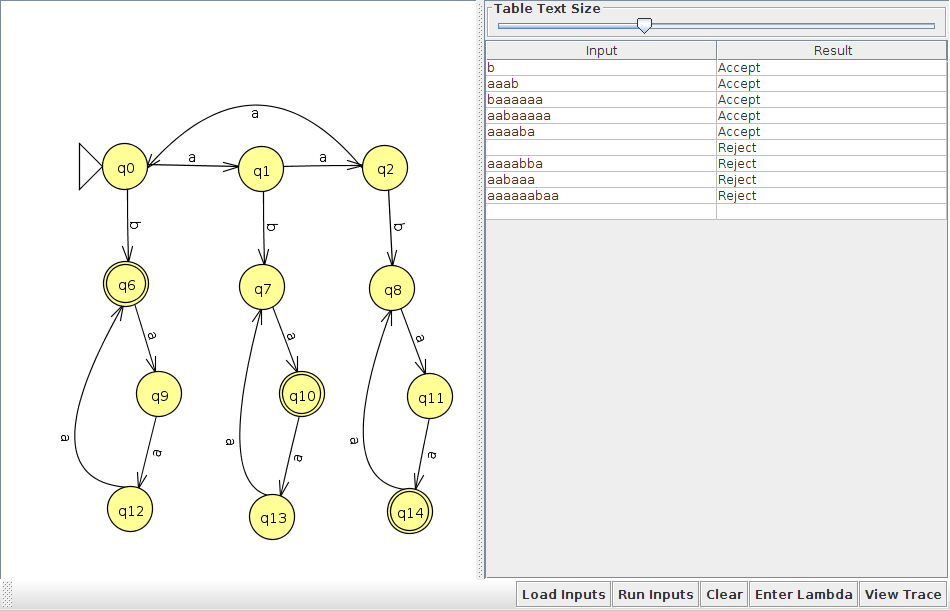 Table Text Size
Input Result
b Accept
aaab Accept
baaaaaa Accept
aabaaaaa Accept
aaaaba Accept
Reject
aaaabba Reject
aabaaa Reject
aaaaaabaa Reject
a
q0 a q1 a q2
b b b
q6 q7 q8
a a a
q9 q10 q11
a a a a a a
q12 q13 q14
Load Inputs Run Inputs Clear Enter Lambda View Trace